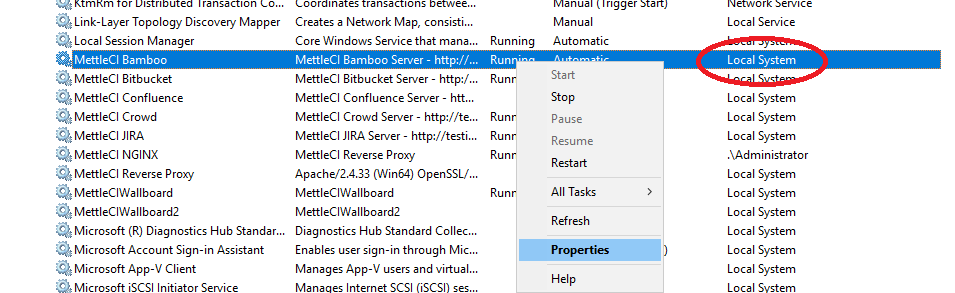 KtmRm for Distributed Transaction Co... Coordinates transactions betwee... Manual (Trigger Start) Network Service
Link-Layer Topology Discovery Mapper Creates a Network Map, consisti... Manual Local Service
Local Session Manager Core Windows Service that mana... Running Automatic Local System
MettleCI Bamboo MettleCI Bamboo Server - http://... Running Automatic Local System
MettleCI Bitbucket MettleCI Bitbucket Server - http://... Run Local System
MettleCI Confluence MettleCI Confluence Server - htt... Local System
MettleCI Crowd MettleCI Crowd Server - http://te... Run Local System
MettleCI JIRA MettleCI JIRA Server - http://testi... Run Local System
MettleCI NGINX MettleCI Reverse Proxy Run .\Administrator
MettleCI Reverse Proxy Apache/2.4.33 (Win64) OpenSSL/... Local System
MettleCIWallboard MettleCIWallboard Run Local System
MettleCIWallboard2 MettleCIWallboard2 Local System
Microsoft (R) Diagnostics Hub Standard... Diagnostics Hub Standard Collec... Local System
Microsoft Account Sign-in Assistant Enables user sign-in through Mic... ) Local System
Microsoft App-V Client Manages App-V users and virtual... Local System
Microsoft iSCSI Initiator Service Manages Internet SCSI (iSCSI) ses... Local System
Start
Stop
Pause
Resume
Restart
All Tasks
Refresh
Properties
Help